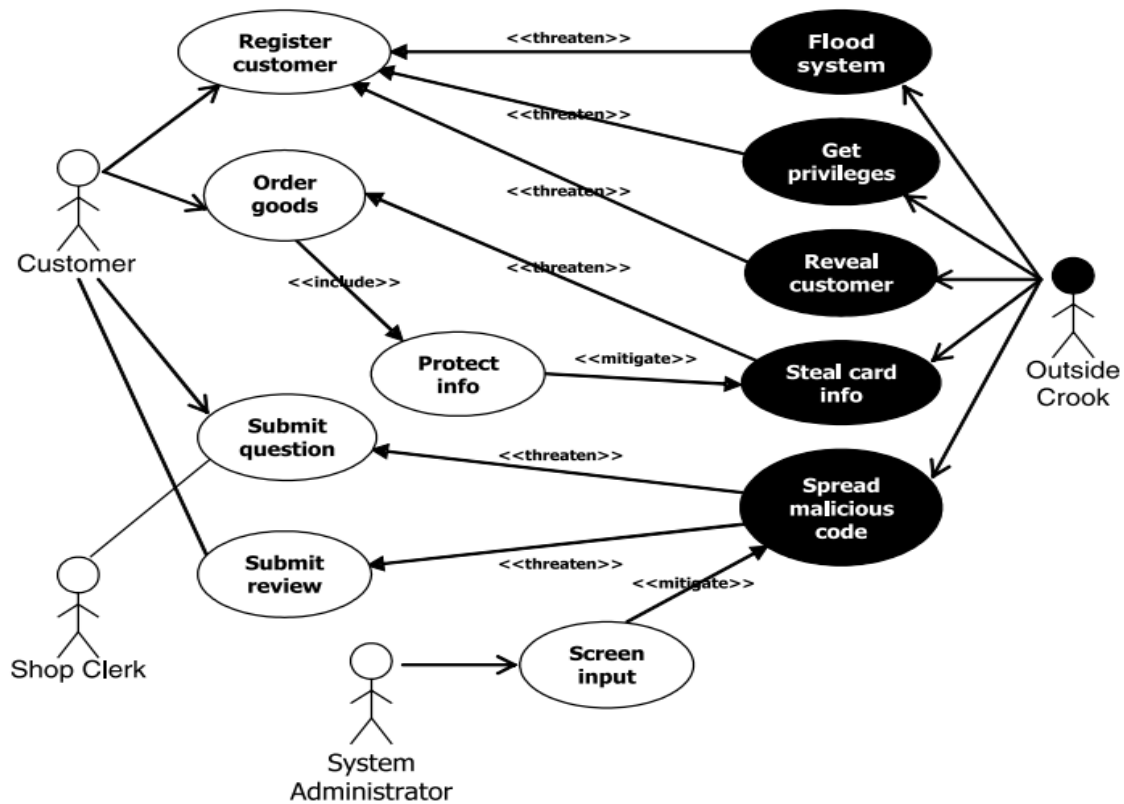 Register
customer
<<threaten>>
Flood
system
<<threaten>>
Get
privileges
Order
goods
<<threaten>>
Customer
<<include>>
<<threaten>>
Reveal
customer
Protect
info
<<mitigate>>
Steal card
info
Outside
Crook
Submit
question
<<threaten>>
Spread
malicious
code
Submit
review
<<threaten>>
<<mitigate>>
Shop Clerk
Screen
input
System
Administrator